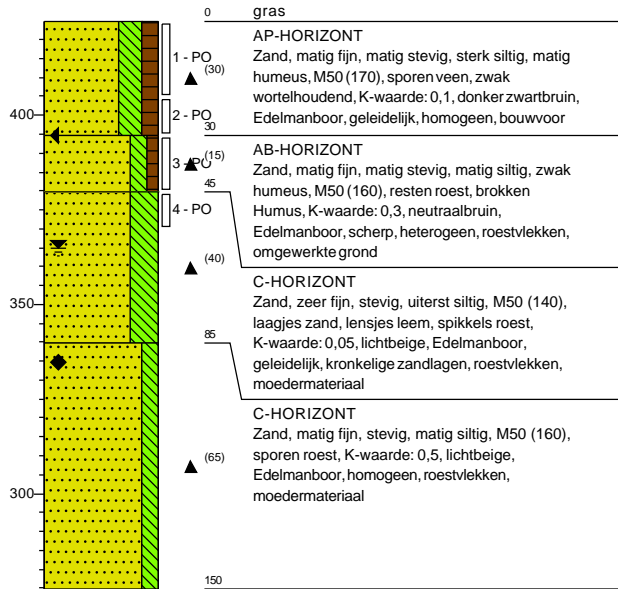 0 gras
AP-HORIZONT
Zand, matig fijn, matig stevig, sterk siltig, matig
humeus, M50 (170), sporen veen, zwak
wortelhoudend, K-waarde: 0,1, donker zwartbruin,
Edelmanboor, geleidelijk, homogeen, bouwvoor
1 - PO
(30)
400
2 - PO
30
AB-HORIZONT
Zand, matig fijn, matig stevig, matig siltig, zwak
humeus, M50 (160), resten roest, brokken
Humus, K-waarde: 0,3, neutraalbruin,
Edelmanboor, scherp, heterogeen, roestvlekken,
omgewerkte grond
3 - PO
(15)
45
4 - PO
(40)
C-HORIZONT
Zand, zeer fijn, stevig, uiterst siltig, M50 (140),
laagjes zand, lensjes leem, spikkels roest,
K-waarde: 0,05, lichtbeige, Edelmanboor,
geleidelijk, kronkelige zandlagen, roestvlekken,
moedermateriaal
350
85
C-HORIZONT
Zand, matig fijn, stevig, matig siltig, M50 (160),
sporen roest, K-waarde: 0,5, lichtbeige,
Edelmanboor, homogeen, roestvlekken,
moedermateriaal
(65)
300
150